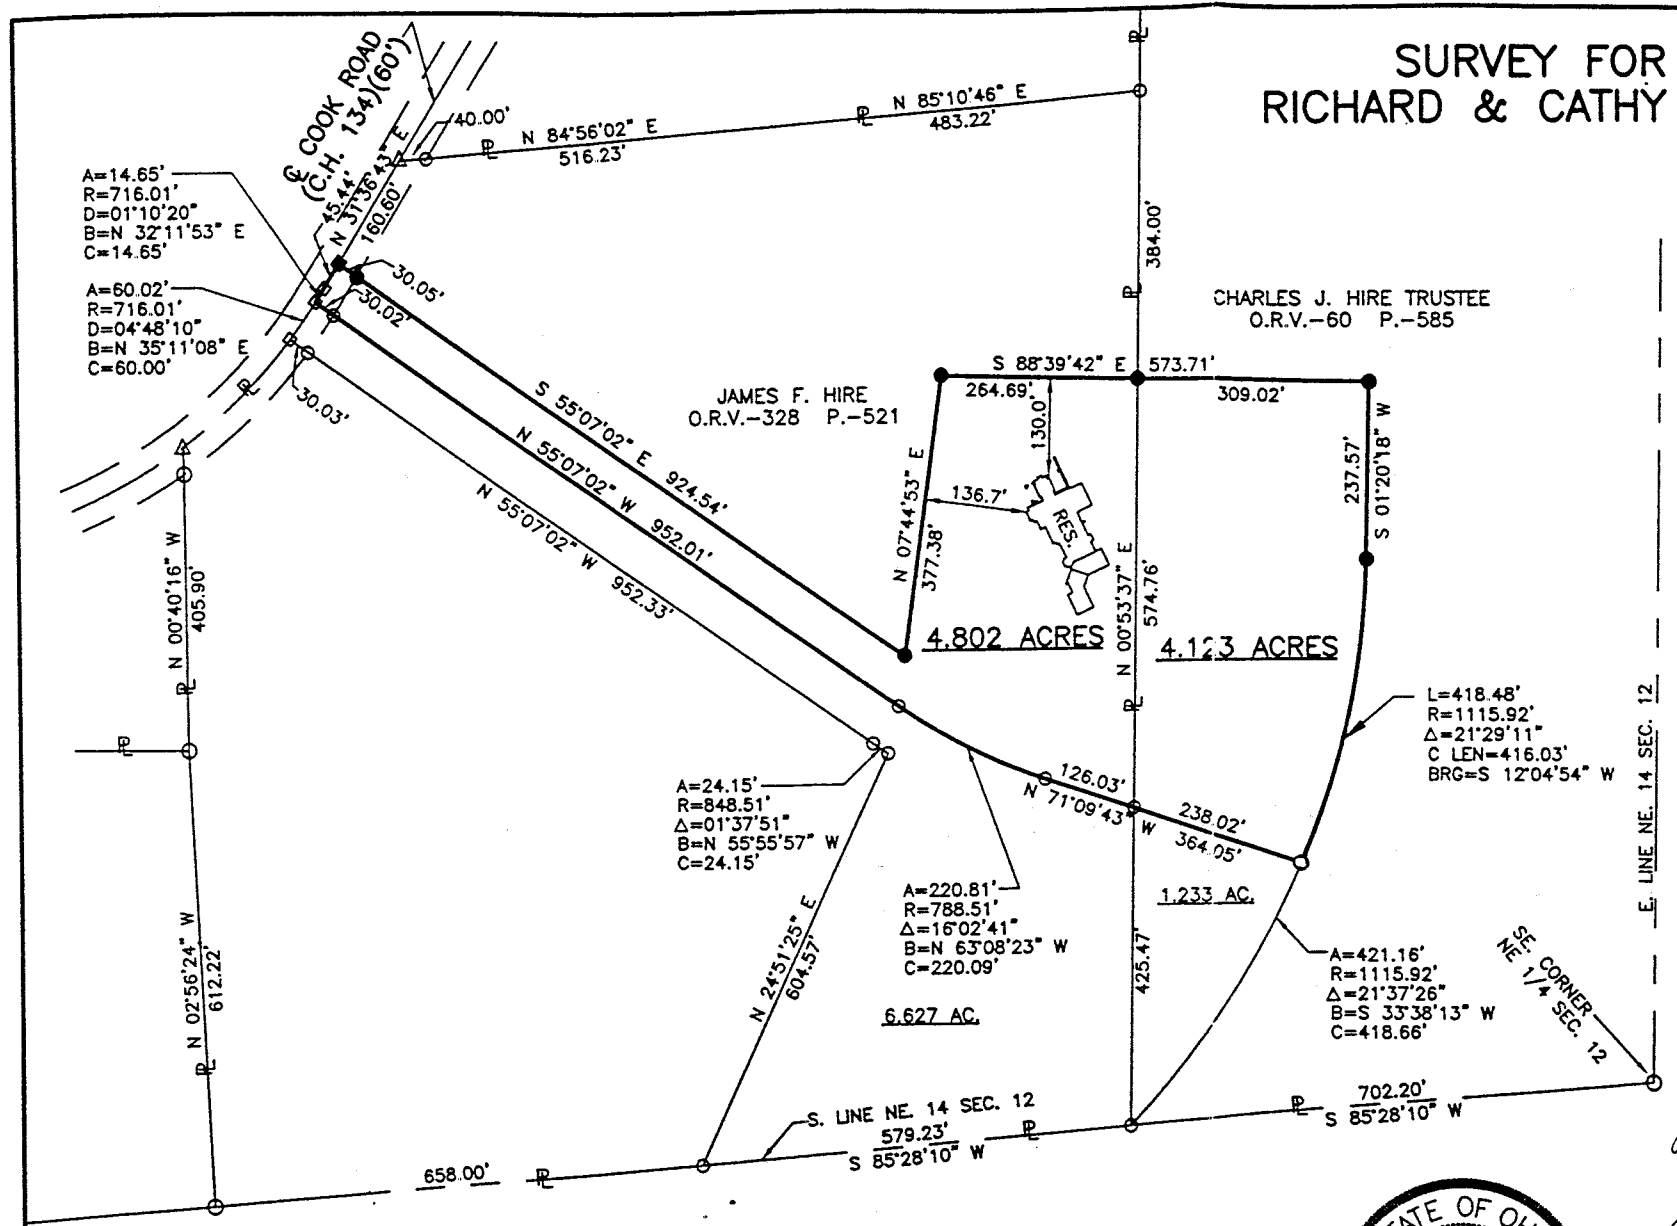 SURVEY FOR
RICHARD & CATHY
℄ COOK ROAD
(C.H. 134)(60')
40.00'
N 84°56'02" E
516.23'
N 85°10'46" E
483.22'
N 31°36'43" E
45.44'
160.60'
A=14.65'
R=716.01'
D=01°10'20"
B=N 32°11'53" E
C=14.65'
A=60.02'
R=716.01'
D=04°48'10"
B=N 35°11'08" E
C=60.00'
30.05'
30.02'
30.03'
384.00'
CHARLES J. HIRE TRUSTEE
O.R.V.-60 P.-585
JAMES F. HIRE
O.R.V.-328 P.-521
S 88°39'42" E 573.71'
264.69'
309.02'
130.0'
136.7'
RES.
S 55°07'02" E 924.54'
N 55°07'02" W 952.01'
N 55°07'02" W 952.33'
N 07°44'53" E
377.38'
237.57'
S 01°20'18" W
N 00°53'37" E
574.76'
4.802 ACRES
4.123 ACRES
N 00°40'16" W
405.90'
L=418.48'
R=1115.92'
Δ=21°29'11"
C LEN=416.03'
BRG=S 12°04'54" W
E. LINE NE. 14 SEC. 12
A=24.15'
R=848.51'
Δ=01°37'51"
B=N 55°55'57" W
C=24.15'
126.03'
N 71°09'43" W
238.02'
364.05'
A=220.81'
R=788.51'
Δ=16°02'41"
B=N 63°08'23" W
C=220.09'
1.233 AC.
N 02°56'24" W
612.22'
N 24°51'25" E
604.57'
425.47'
6.627 AC.
A=421.16'
R=1115.92'
Δ=21°37'26"
B=S 33°38'13" W
C=418.66'
SE. CORNER
NE 1/4 SEC. 12
S. LINE NE. 14 SEC. 12
579.23'
S 85°28'10" W
702.20'
S 85°28'10" W
658.00'